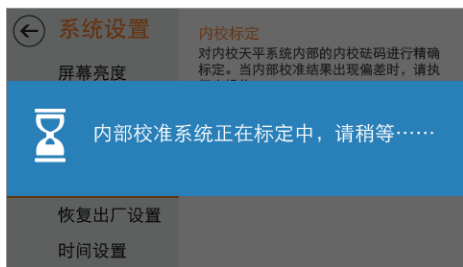 系统设置
内校标定
对内校天平系统内部的内校砝码进行精确
标定。当内部校准结果出现偏差时，请执
屏幕亮度
内部校准系统正在标定中，请稍等……
恢复出厂设置
时间设置